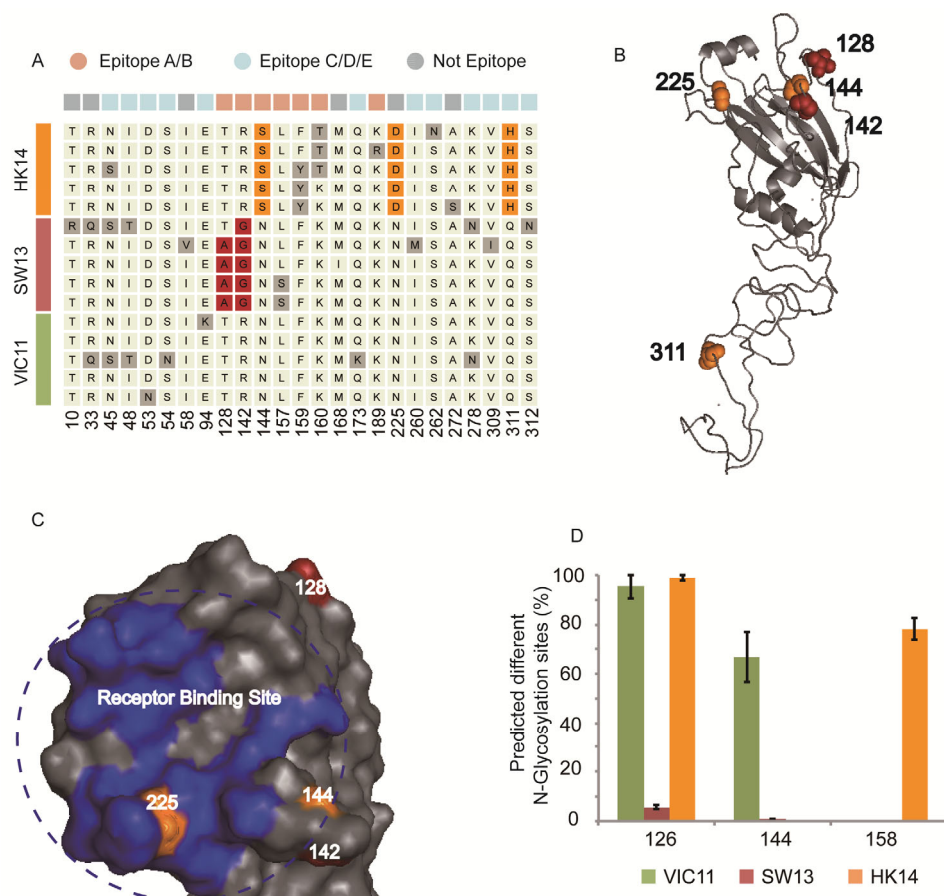 A
Epitope A/B
Epitope C/D/E
Not Epitope
HK14
T R N I D S I E T R S L F T M Q K D I N A K V H S
T R N I D S I E T R S L F T M Q R D I S A K V H S
T R S I D S I E T R S L Y T M Q K D I S A K V H S
T R N I D S I E T R S L Y K M Q K D I S A K V H S
T R N I D S I E T R S L Y K M Q K D I S S K V H S
SW13
R Q S T D S I E T G N L F K M Q K N I S A N V Q N
T R N I D S V E A G N L F K M Q K N M S A K I Q S
T R N I D S I E A G N L F K I Q K N I S A K V Q S
T R N I D S I E A G N S F K M Q K N I S A K V Q S
T R N I D S I E A G N S F K M Q K N I S A K V Q S
VIC11
T R N I D S I K T R N L F K M Q K N I S A K V Q S
T R N I D S I E T R N L F K M Q K N I S A K V Q S
T Q S T D N I E T R N L F K M K K N I S A N V Q S
T R N I D S I E T R N L F K M Q K N I S A K V Q S
T R N I N S I E T R N L F K M Q K N I S A K V Q S
10 33 45 48 53 54 58 94 128 142 144 157 159 160 168 173 189 225 260 262 272 278 309 311 312
B
128
225
144
142
311
C
128
Receptor Binding Site
225
144
142
D
Predicted different
N-Glycosylation sites (%)
100
80
60
40
20
0
126
144
158
VIC11
SW13
HK14